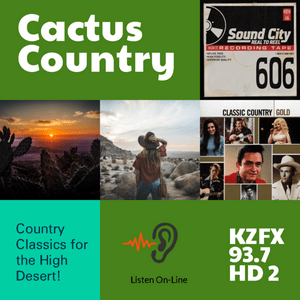 Cactus
Country
Sound City
REEL TO REEL
RECORDING TAPE
606
CLASSIC COUNTRY GOLD
Country
Classics for
the High
Desert!
Listen On-Line
KZFX
93.7
HD 2